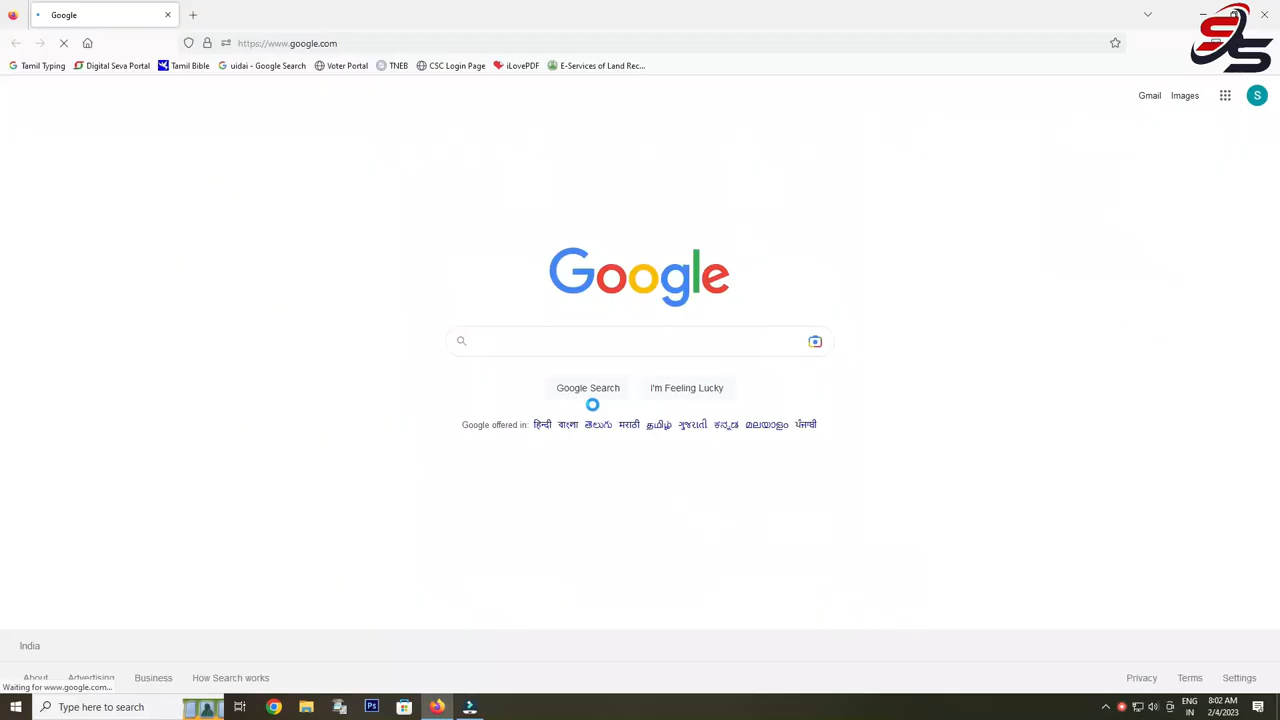 Google
https://www.google.com
Tamil Typing Digital Seva Portal Tamil Bible uidai - Google Search Voter Portal TNEB CSC Login Page iLovePDF E-Services of Land Rec...
Gmail Images S
Google
Google Search I'm Feeling Lucky
Google offered in: हिन्दी বাংলা తెలుగు मराठी தமிழ் ગુજરાતી ಕನ್ನಡ മലയാളം ਪੰਜਾਬੀ
India
About Advertising Business How Search works Privacy Terms Settings
Waiting for www.google.com...
Type here to search Ps ENG 8:02 AM
IN 2/4/2023